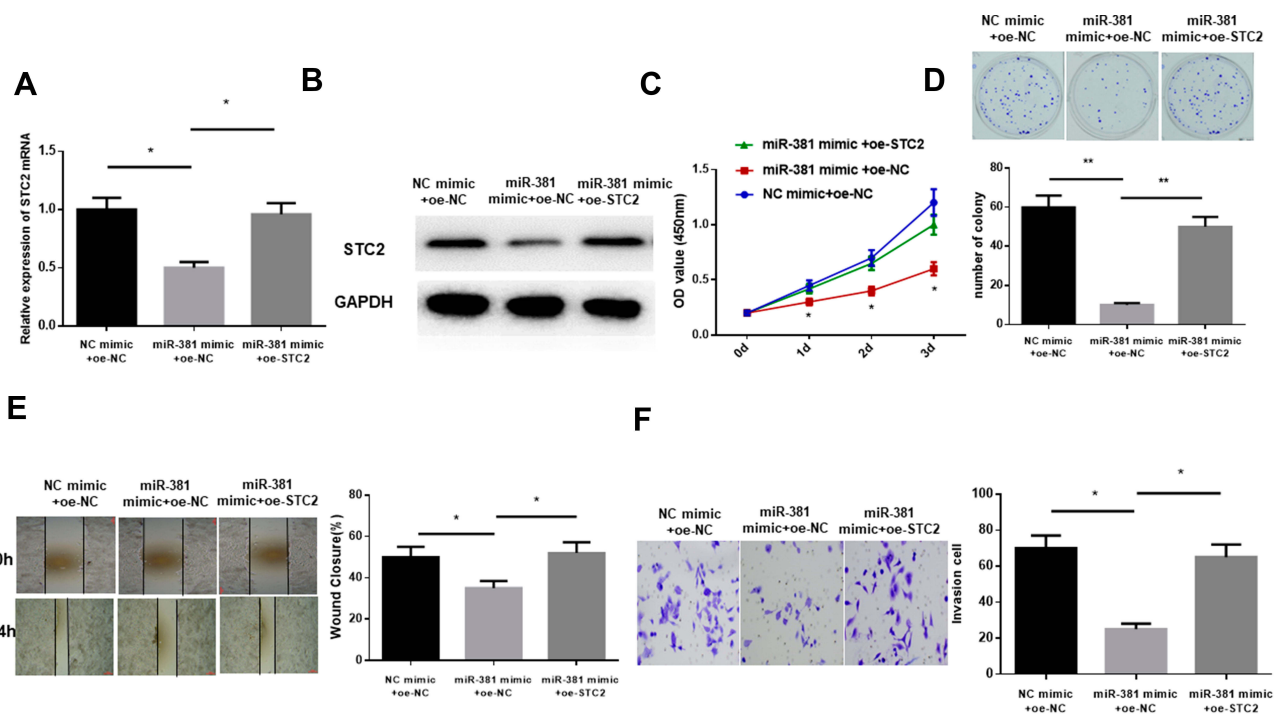 A
*
*
Relative expression of STC2 mRNA
1.5
1.0
0.5
0.0
NC mimic
+oe-NC
miR-381 mimic
+oe-NC
miR-381 mimic
+oe-STC2
B
NC mimic
+oe-NC
miR-381
mimic+oe-NC
miR-381 mimic
+oe-STC2
STC2
GAPDH
C
miR-381 mimic +oe-STC2
miR-381 mimic +oe-NC
NC mimic+oe-NC
OD value (450nm)
1.5
1.0
0.5
0.0
*
*
*
0d
1d
2d
3d
D
NC mimic
+oe-NC
miR-381
mimic+oe-NC
miR-381
mimic+oe-STC2
number of colony
80
60
40
20
0
**
**
NC mimic
+oe-NC
miR-381 mimic
+oe-NC
miR-381 mimic
+oe-STC2
E
NC mimic
+oe-NC
miR-381
mimic+oe-NC
miR-381
mimic+oe-STC2
0h
4h
Wound Closure(%)
80
60
40
20
0
*
*
NC mimic
+oe-NC
miR-381 mimic
+oe-NC
miR-381 mimic
+oe-STC2
F
NC mimic
+oe-NC
miR-381
mimic+oe-NC
miR-381
mimic+oe-STC2
Invasion cell
100
80
60
40
20
0
*
*
NC mimic
+oe-NC
miR-381 mimic
+oe-NC
miR-381 mimic
+oe-STC2